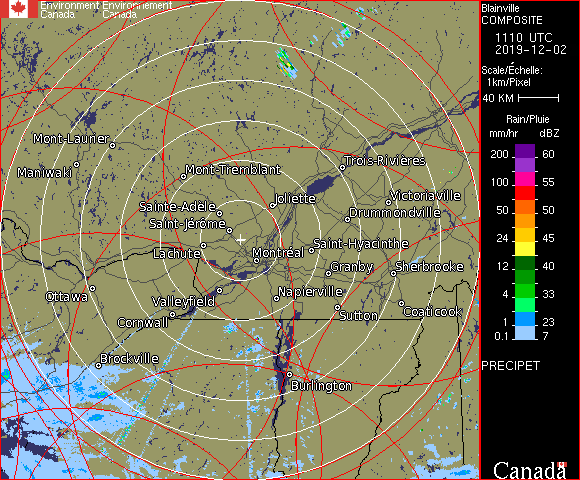 Environment Environnement
Canada Canada
Blainville
COMPOSITE
1110 UTC
2019-12-02
Scale/Échelle:
1km/Pixel
40 KM
Rain/Pluie
mm/hr dBZ
200 60
100 55
50 50
24 45
12 40
4 33
1 23
0.1 7
PRECIPET
Canada
Mont-Laurier
Maniwaki
Mont-Tremblant
Trois-Rivières
Joliette
Victoriaville
Sainte-Adèle
Drummondville
Saint-Jérôme
Saint-Hyacinthe
Lachute
Montréal
Granby
Sherbrooke
Ottawa
Valleyfield
Napierville
Sutton
Coaticook
Cornwall
Brockville
Burlington